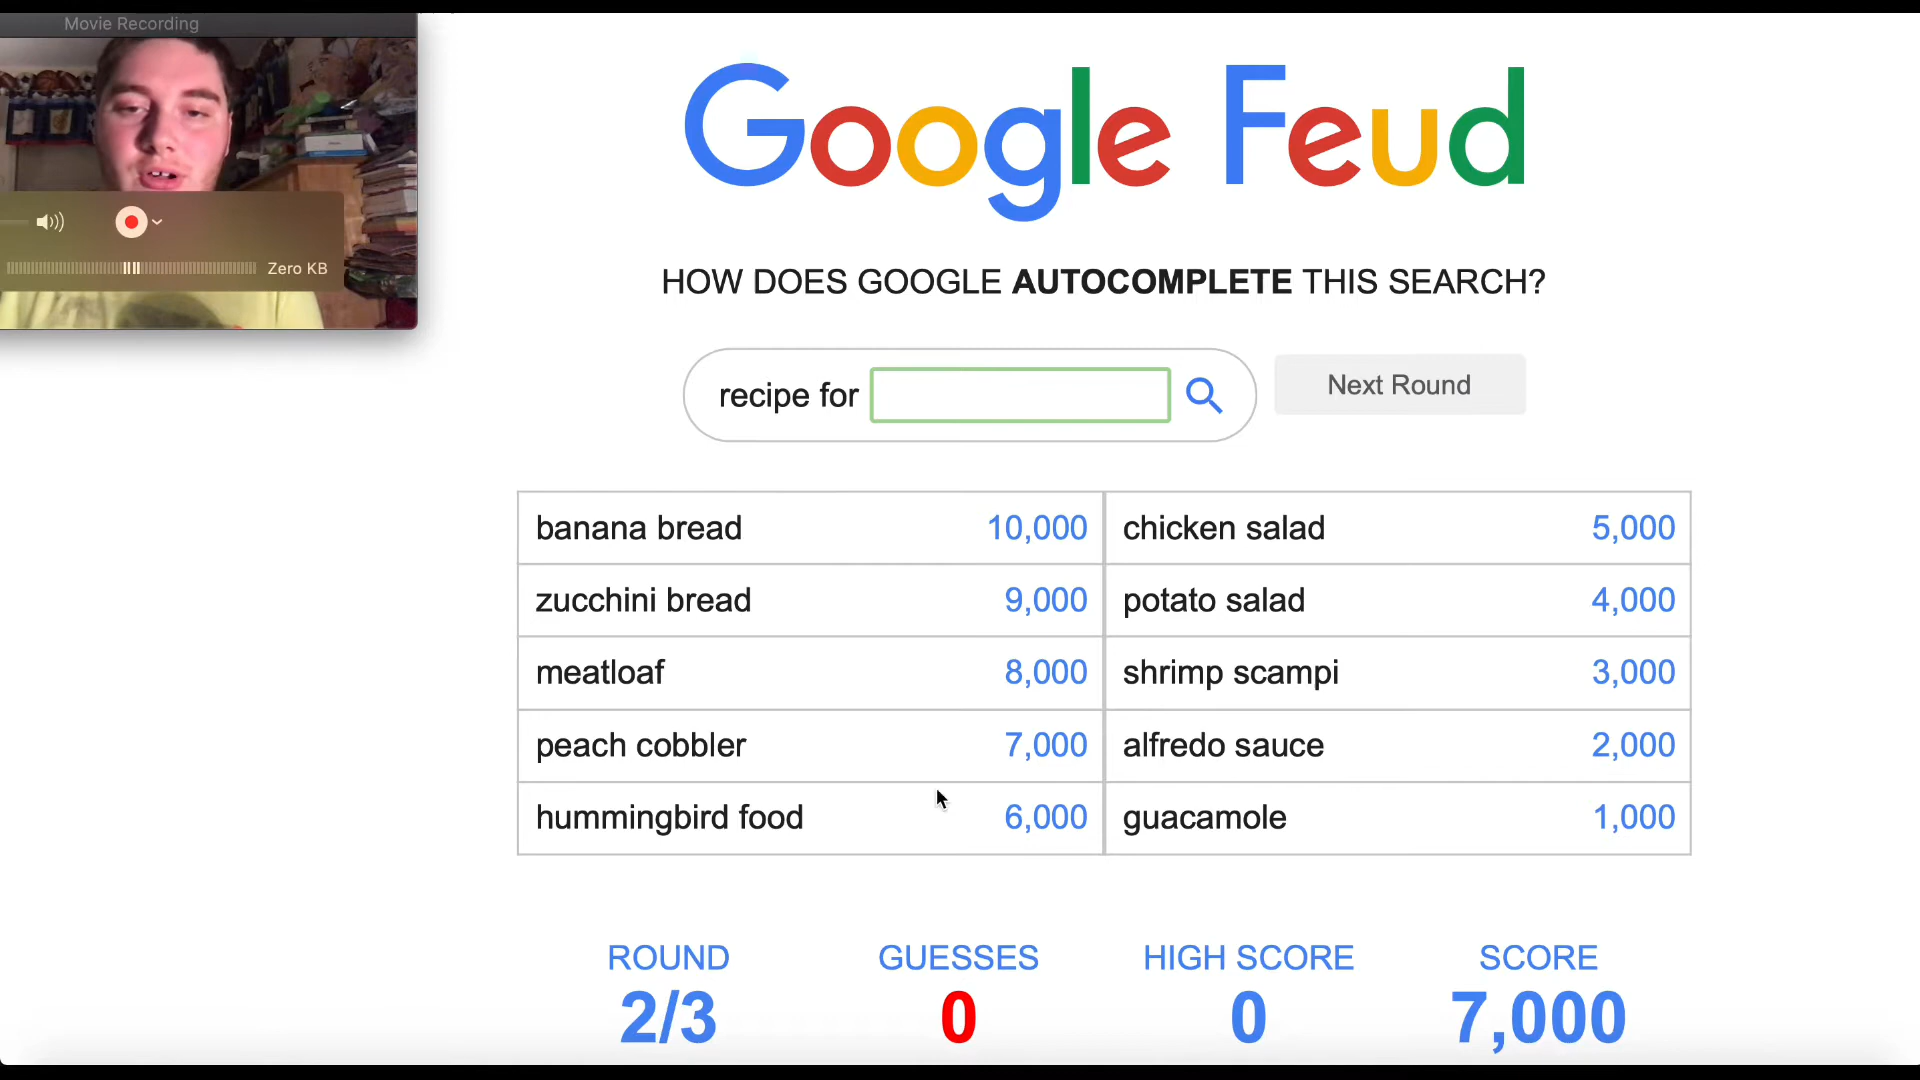 Movie Recording
Zero KB
Google Feud
HOW DOES GOOGLE AUTOCOMPLETE THIS SEARCH?
recipe for
Next Round
banana bread 10,000 chicken salad 5,000
zucchini bread 9,000 potato salad 4,000
meatloaf 8,000 shrimp scampi 3,000
peach cobbler 7,000 alfredo sauce 2,000
hummingbird food 6,000 guacamole 1,000
ROUND GUESSES HIGH SCORE SCORE
2/3 0 0 7,000